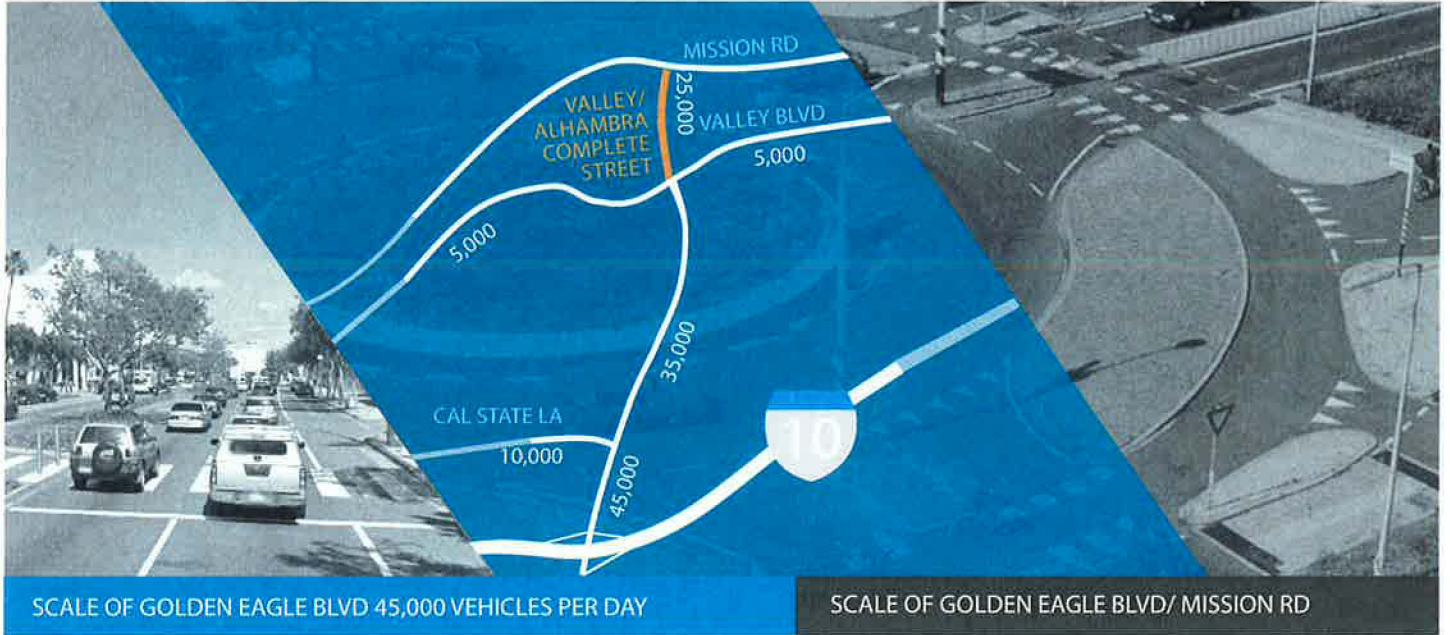 MISSION RD
25,000
VALLEY/
ALHAMBRA
COMPLETE
STREET
VALLEY BLVD
5,000
5,000
35,000
CAL STATE LA
10,000
45,000
10
SCALE OF GOLDEN EAGLE BLVD 45,000 VEHICLES PER DAY
SCALE OF GOLDEN EAGLE BLVD/ MISSION RD